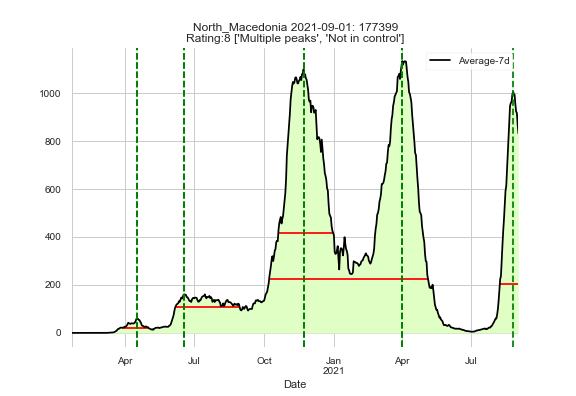 North_Macedonia 2021-09-01: 177399
Rating:8 ['Multiple peaks', 'Not in control']
Average-7d
1000
800
600
400
200
0
Apr Jul Oct Jan Apr Jul
2021
Date